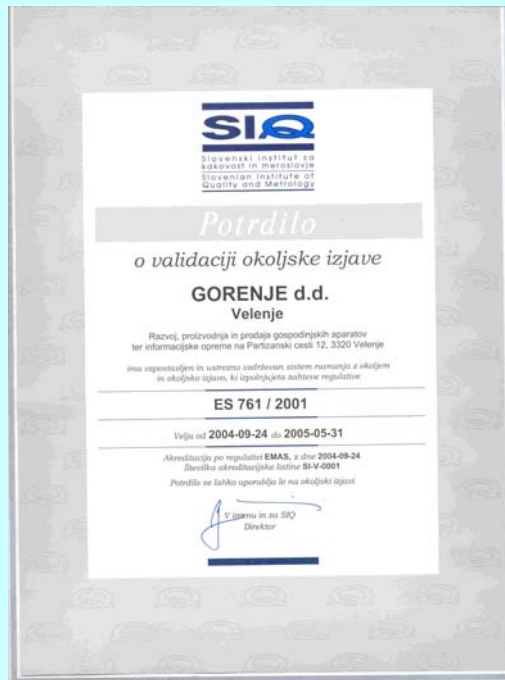 SIQ
Slovenski institut za
kakovost in meroslovje
Slovenian Institute of
Quality and Metrology
Potrdilo
o validaciji okoljske izjave
GORENJE d.d.
Velenje
Razvoj, proizvodnja in prodaja gospodinjskih aparatov
ter informacijske opreme na Partizanski cesti 12, 3320 Velenje
ima vzpostavljen in ustrezno vzdrževan sistem ravnanja z okoljem
in okoljsko izjavo, ki izpolnjujeta zahteve regulative
ES 761 / 2001
Velja od 2004-09-24 do 2005-05-31
Akreditacija po regulativi EMAS, z dne 2004-09-24
Številka akreditacijske listine SI-V-0001
Potrdilo se lahko uporablja le na okoljski izjavi
V imenu in za SIQ
Direktor